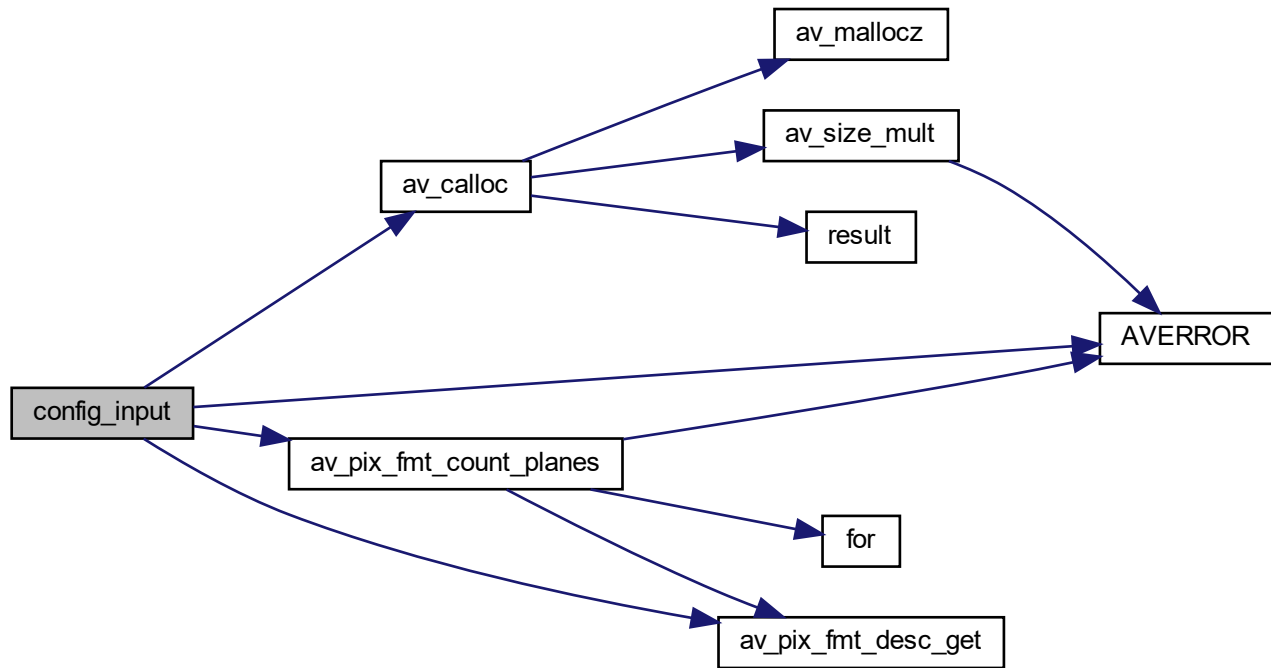 av_mallocz
av_size_mult
av_calloc
result
AVERROR
config_input
av_pix_fmt_count_planes
for
av_pix_fmt_desc_get